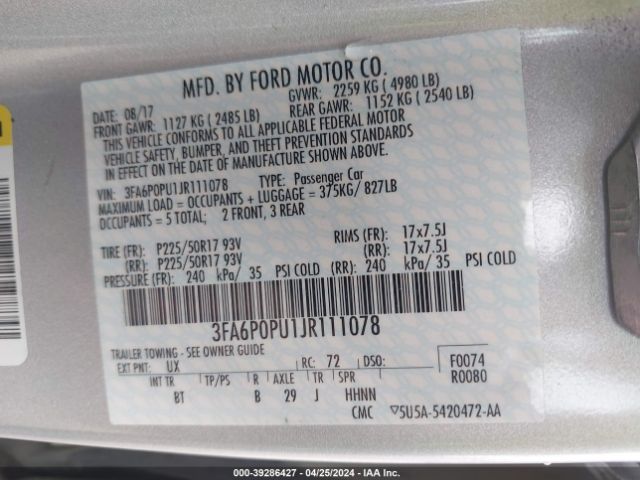 MFD. BY FORD MOTOR CO.
DATE: 08/17 GVWR: 2259 KG ( 4980 LB)
FRONT GAWR: 1127 KG ( 2485 LB) REAR GAWR: 1152 KG ( 2540 LB)
THIS VEHICLE CONFORMS TO ALL APPLICABLE FEDERAL MOTOR
VEHICLE SAFETY, BUMPER, AND THEFT PREVENTION STANDARDS
IN EFFECT ON THE DATE OF MANUFACTURE SHOWN ABOVE.
VIN: 3FA6P0PU1JR111078 TYPE: Passenger Car
MAXIMUM LOAD = OCCUPANTS + LUGGAGE = 375KG/ 827LB
OCCUPANTS = 5 TOTAL; 2 FRONT, 3 REAR
TIRE (FR): P225/50R17 93V RIMS (FR): 17x7.5J
(RR): P225/50R17 93V (RR): 17x7.5J
PRESSURE (FR): 240 kPa/ 35 PSI COLD (RR): 240 kPa/ 35 PSI COLD
3FA6P0PU1JR111078
TRAILER TOWING - SEE OWNER GUIDE
EXT PNT: UX RC: 72 DSO: F0074
R0080
INT TR TP/PS R AXLE TR SPR
BT B 29 J HHNN
CMC ▽5U5A-5420472-AA
000-39286427 - 04/25/2024 - IAA Inc.